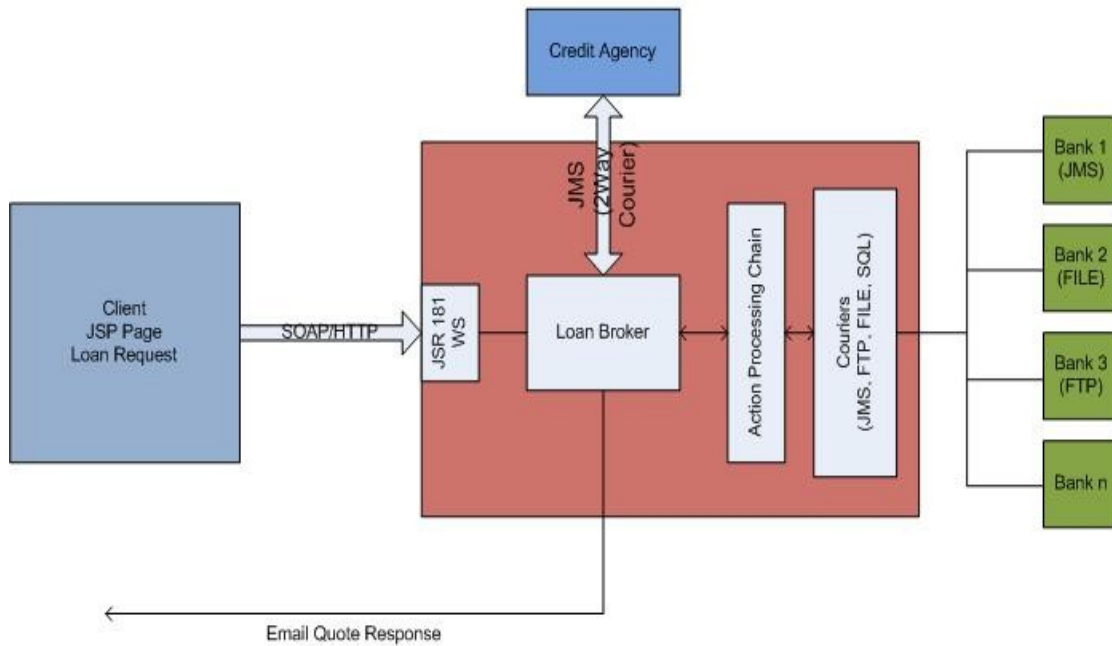 Credit Agency
JMS
(2Way
Courier)
Client
JSP Page
Loan Request
SOAP/HTTP
JSR 181
WS
Loan Broker
Action Processing Chain
Couriers
(JMS, FTP, FILE, SQL)
Bank 1
(JMS)
Bank 2
(FILE)
Bank 3
(FTP)
Bank n
Email Quote Response